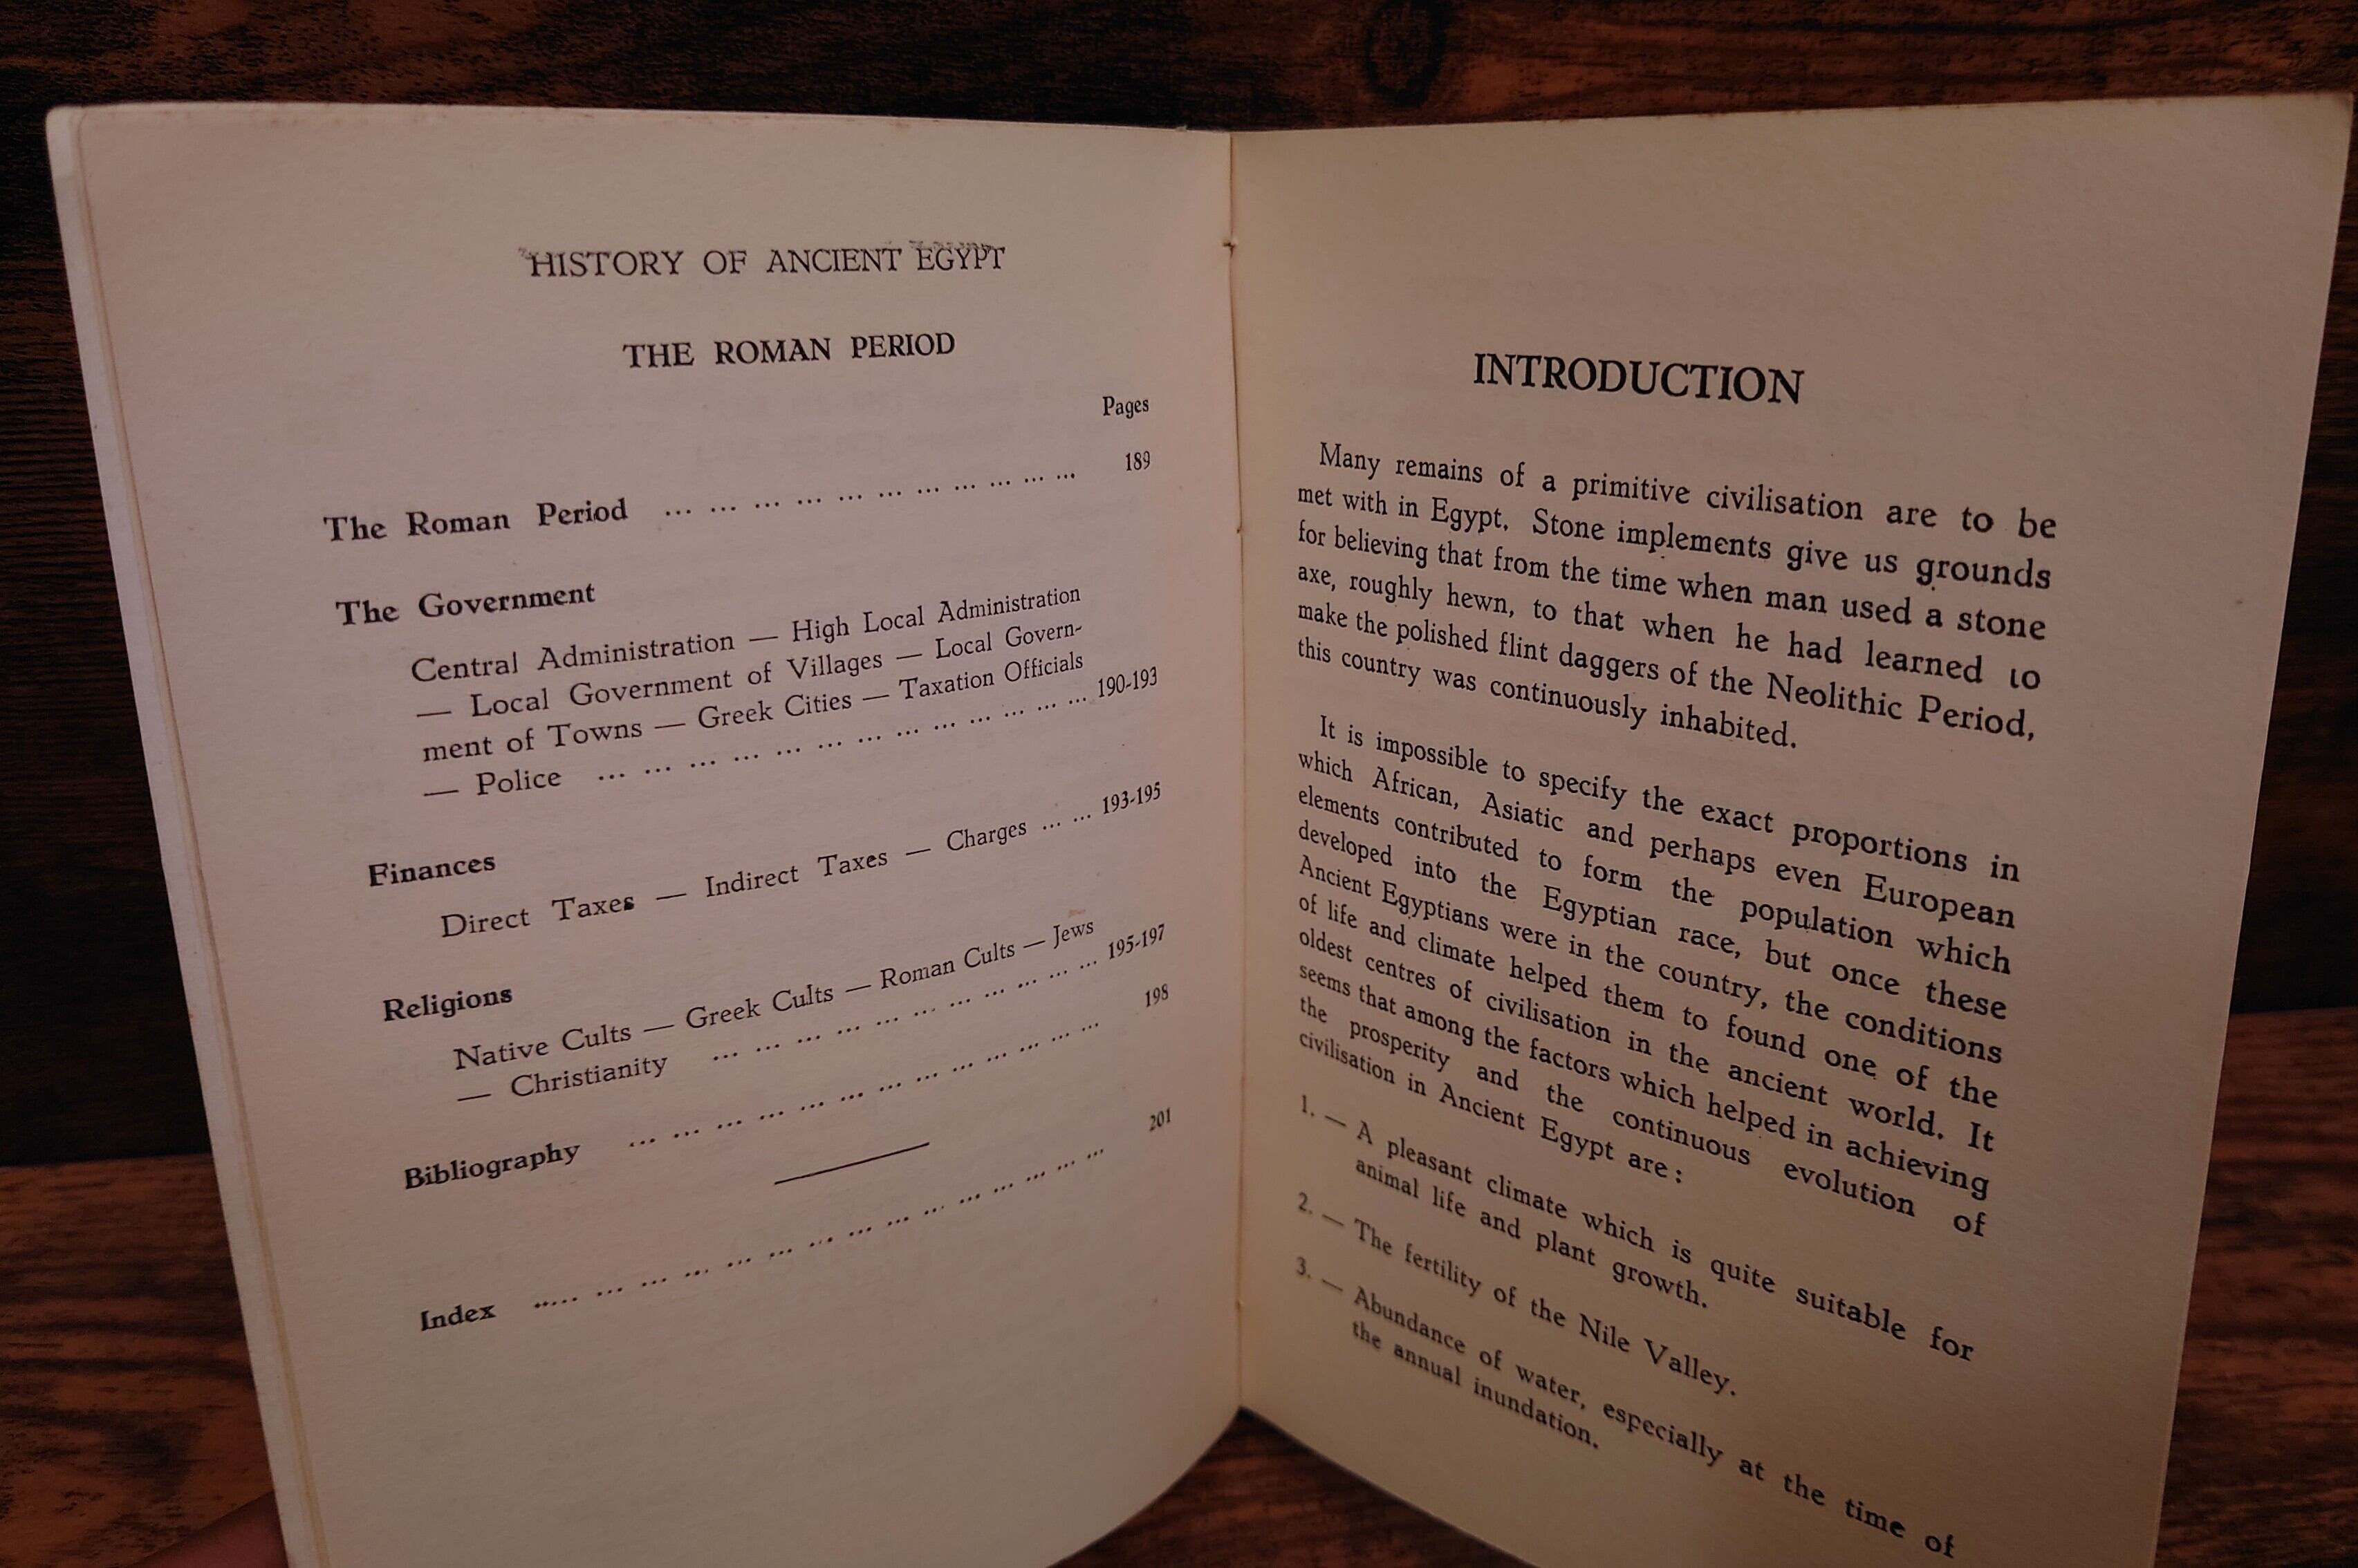 HISTORY OF ANCIENT EGYPT
THE ROMAN PERIOD
Pages
The Roman Period ... ... ... ... ... ... ... ... ... ... 189
The Government
Central Administration — High Local Administration
— Local Government of Villages — Local Govern-
ment of Towns — Greek Cities — Taxation Officials
— Police ... ... ... ... ... ... ... ... ... ... ... ... 190-193
Finances
Direct Taxes — Indirect Taxes — Charges ... ... 193-195
Religions
Native Cults — Greek Cults — Roman Cults — Jews
— Christianity ... ... ... ... ... ... ... ... ... ... 195-197
Bibliography ... ... ... ... ... ... ... ... ... ... ... 198
Index ..... ... ... ... ... ... ... ... ... ... ... ... ... ... 201
INTRODUCTION
Many remains of a primitive civilisation are to be
met with in Egypt. Stone implements give us grounds
for believing that from the time when man used a stone
axe, roughly hewn, to that when he had learned to
make the polished flint daggers of the Neolithic Period,
this country was continuously inhabited.
It is impossible to specify the exact proportions in
which African, Asiatic and perhaps even European
elements contributed to form the population which
developed into the Egyptian race, but once these
Ancient Egyptians were in the country, the conditions
of life and climate helped them to found one of the
oldest centres of civilisation in the ancient world. It
seems that among the factors which helped in achieving
the prosperity and the continuous evolution of
civilisation in Ancient Egypt are :
1. — A pleasant climate which is quite suitable for
animal life and plant growth.
2. — The fertility of the Nile Valley.
3. — Abundance of water, especially at the time of
the annual inundation.